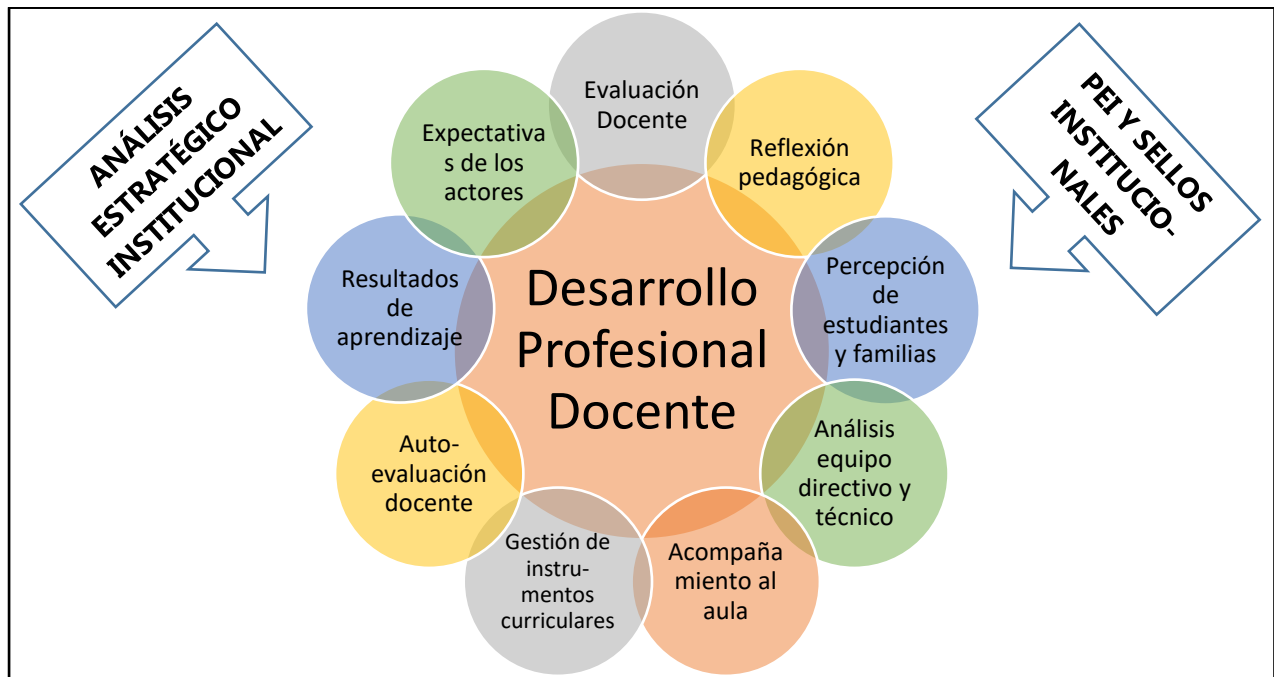 ANÁLISIS
ESTRATÉGICO
INSTITUCIONAL
PEI Y SELLOS
INSTITUCIO-
NALES
Evaluación
Docente
Reflexión
pedagógica
Percepción
de
estudiantes
y familias
Análisis
equipo
directivo y
técnico
Acompaña
miento al
aula
Gestión de
instru-
mentos
curriculares
Auto-
evaluación
docente
Resultados
de
aprendizaje
Expectativa
s de los
actores
Desarrollo
Profesional
Docente